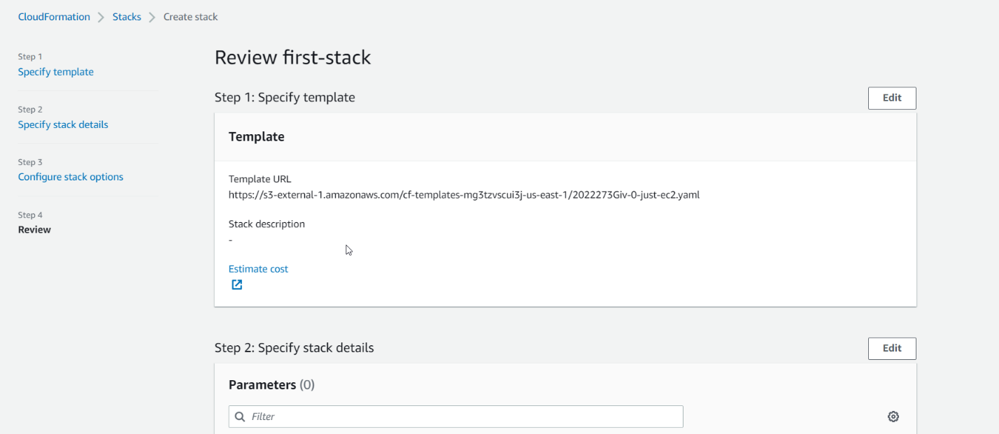 CloudFormation > Stacks > Create stack
Step 1
Specify template
Step 2
Specify stack details
Step 3
Configure stack options
Step 4
Review
Review first-stack
Step 1: Specify template
Edit
Template
Template URL
https://s3-external-1.amazonaws.com/cf-templates-mg3tzvscui3j-us-east-1/2022273Giv-0-just-ec2.yaml
Stack description
-
Estimate cost
Step 2: Specify stack details
Edit
Parameters (0)
Filter